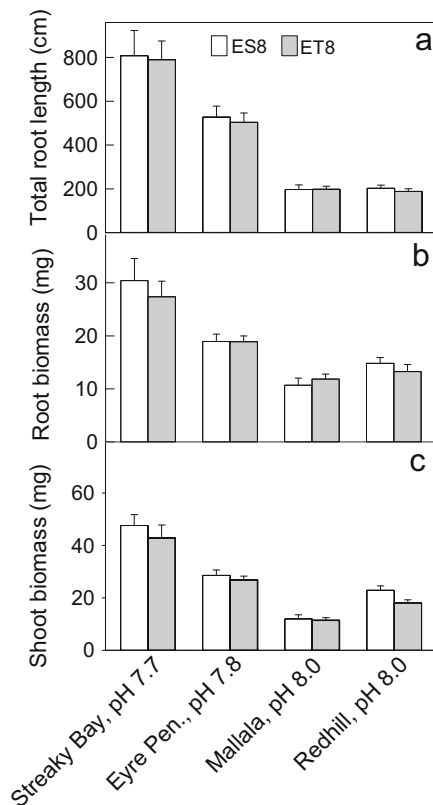 Total root length (cm)
800
600
400
200
0
ES8
ET8
a
Root biomass (mg)
30
20
10
0
b
Shoot biomass (mg)
60
40
20
0
c
Streaky Bay, pH 7.7
Eyre Pen., pH 7.8
Mallala, pH 8.0
Redhill, pH 8.0